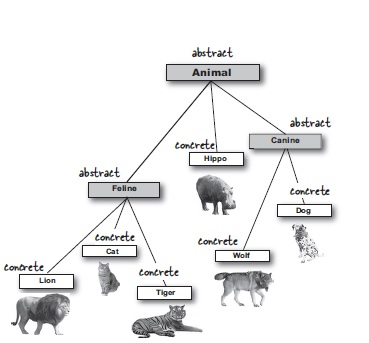 abstract
Animal
abstract
Canine
concrete
Hippo
abstract
Feline
concrete
Dog
concrete
Cat
concrete
Wolf
concrete
Lion
concrete
Tiger